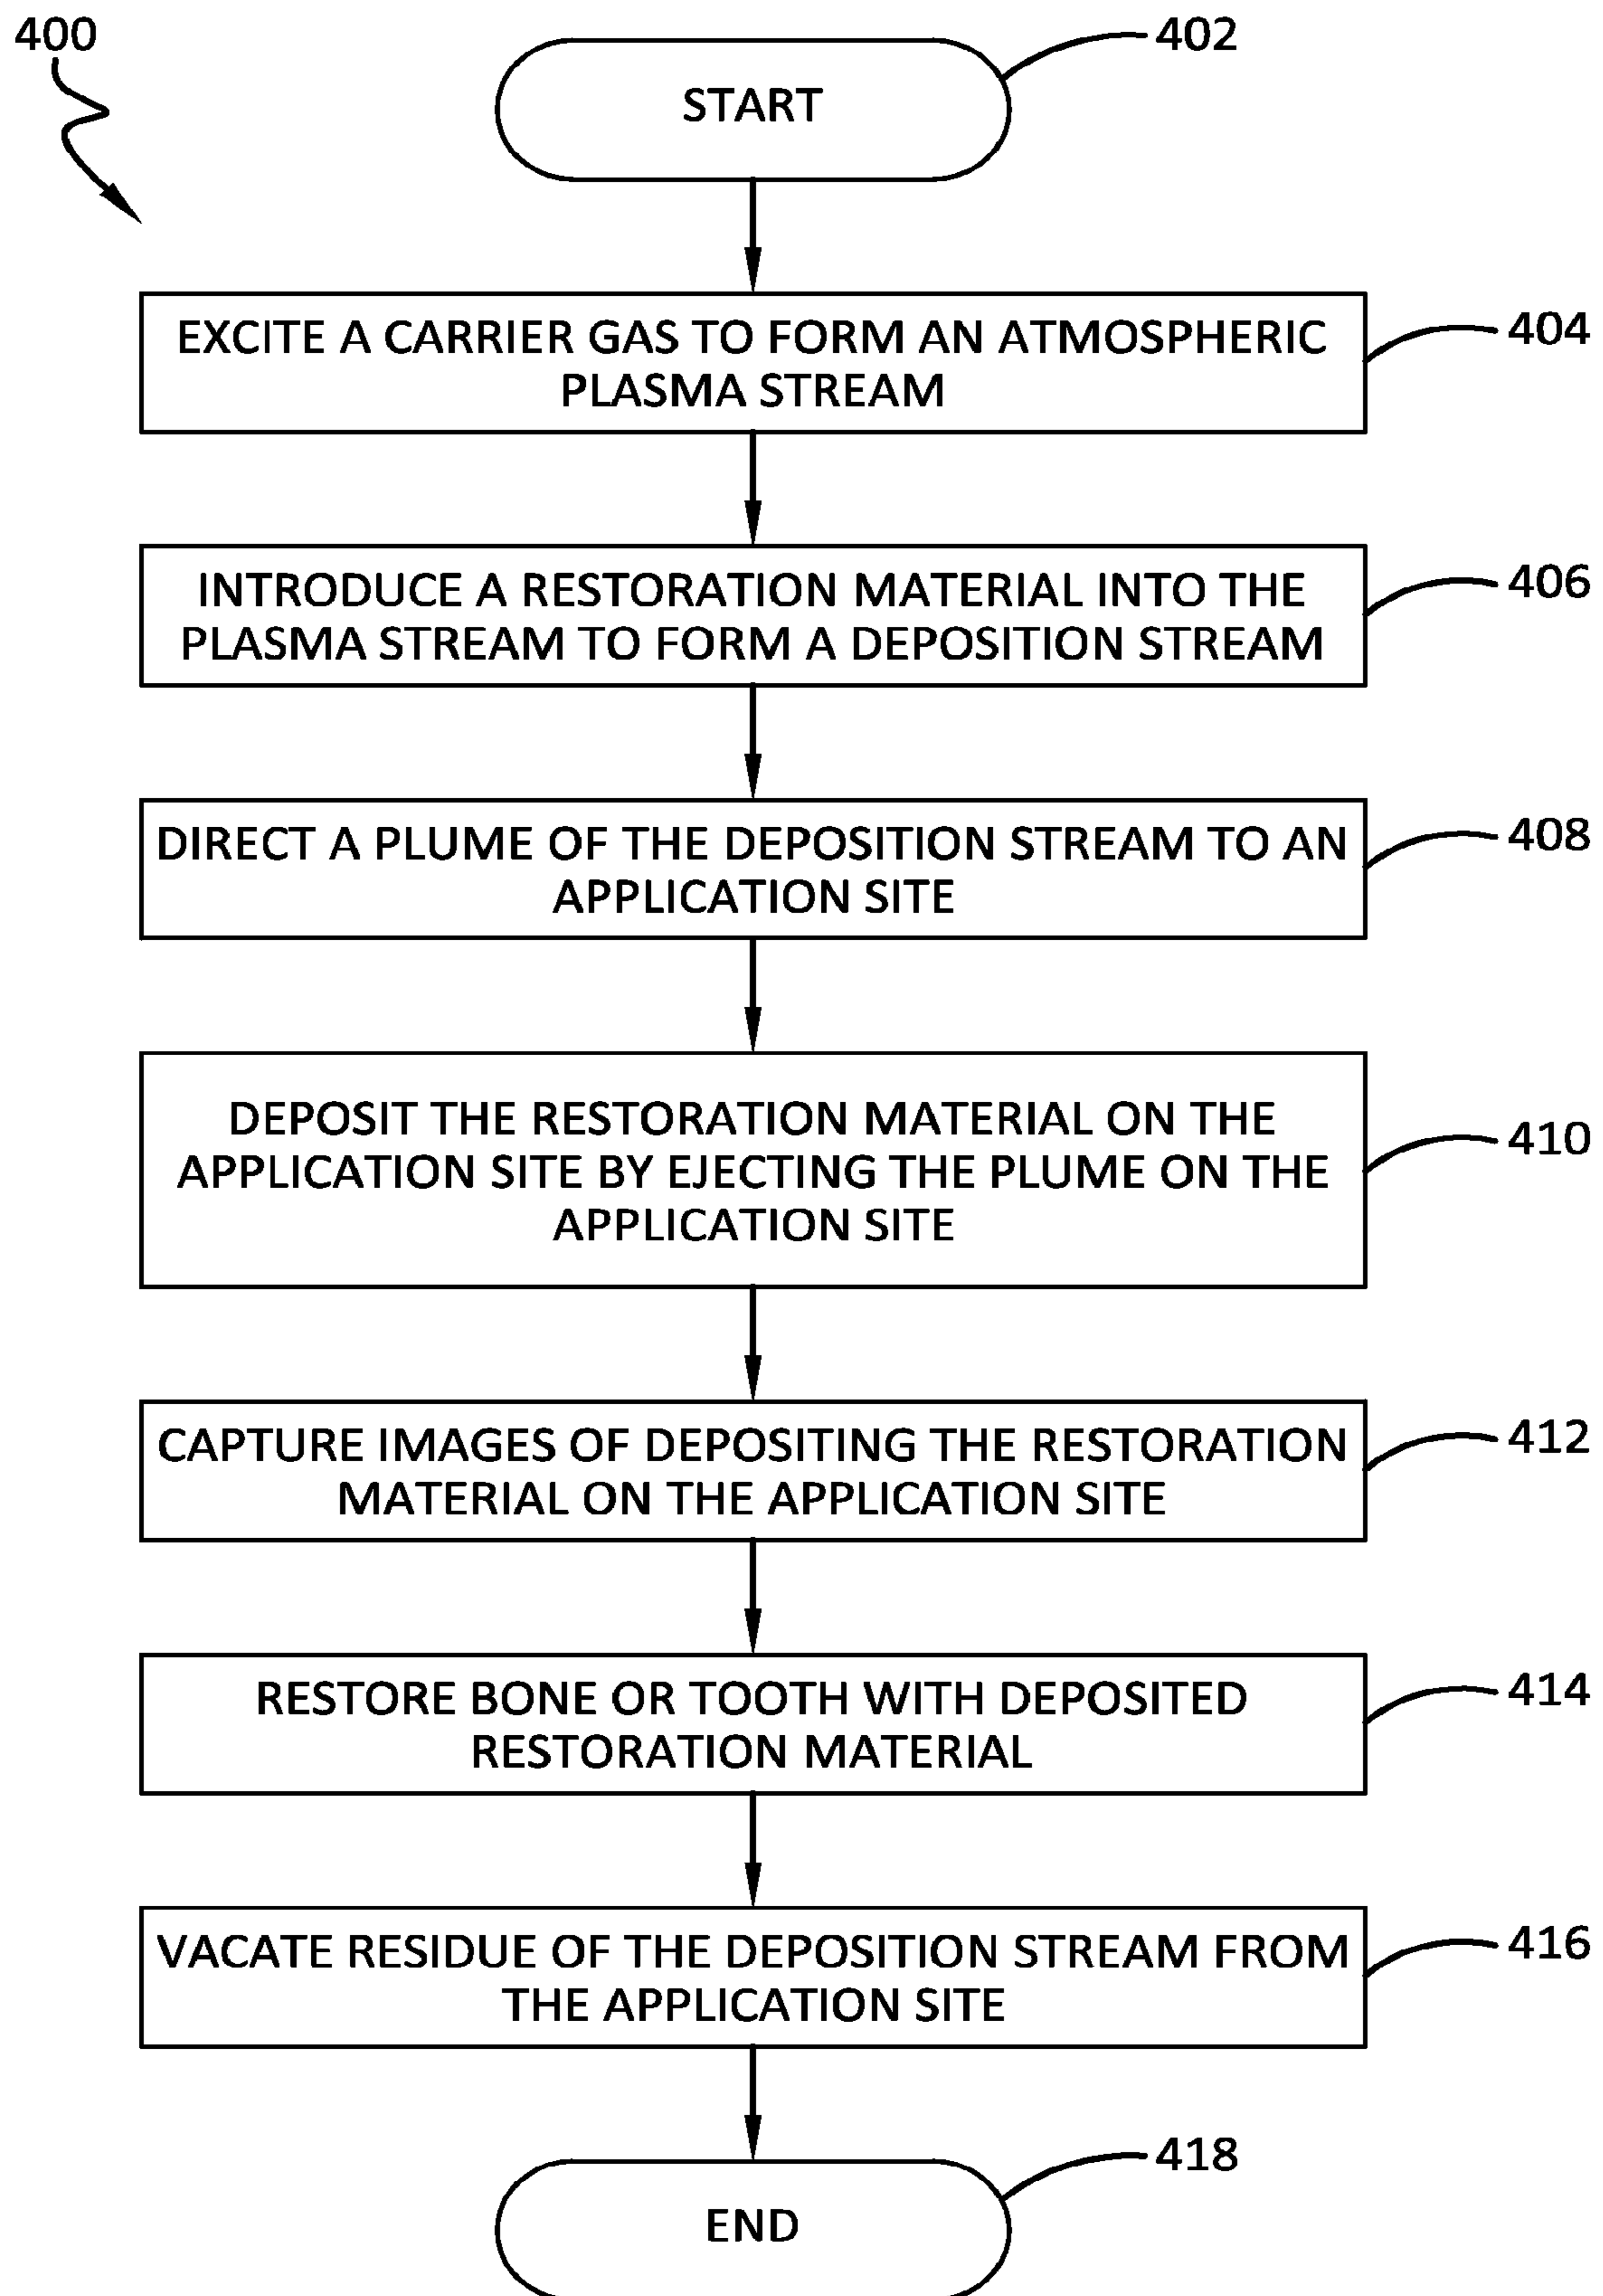 400
402
START
EXCITE A CARRIER GAS TO FORM AN ATMOSPHERIC
PLASMA STREAM
404
INTRODUCE A RESTORATION MATERIAL INTO THE
PLASMA STREAM TO FORM A DEPOSITION STREAM
406
DIRECT A PLUME OF THE DEPOSITION STREAM TO AN
APPLICATION SITE
408
DEPOSIT THE RESTORATION MATERIAL ON THE
APPLICATION SITE BY EJECTING THE PLUME ON THE
APPLICATION SITE
410
CAPTURE IMAGES OF DEPOSITING THE RESTORATION
MATERIAL ON THE APPLICATION SITE
412
RESTORE BONE OR TOOTH WITH DEPOSITED
RESTORATION MATERIAL
414
VACATE RESIDUE OF THE DEPOSITION STREAM FROM
THE APPLICATION SITE
416
418
END